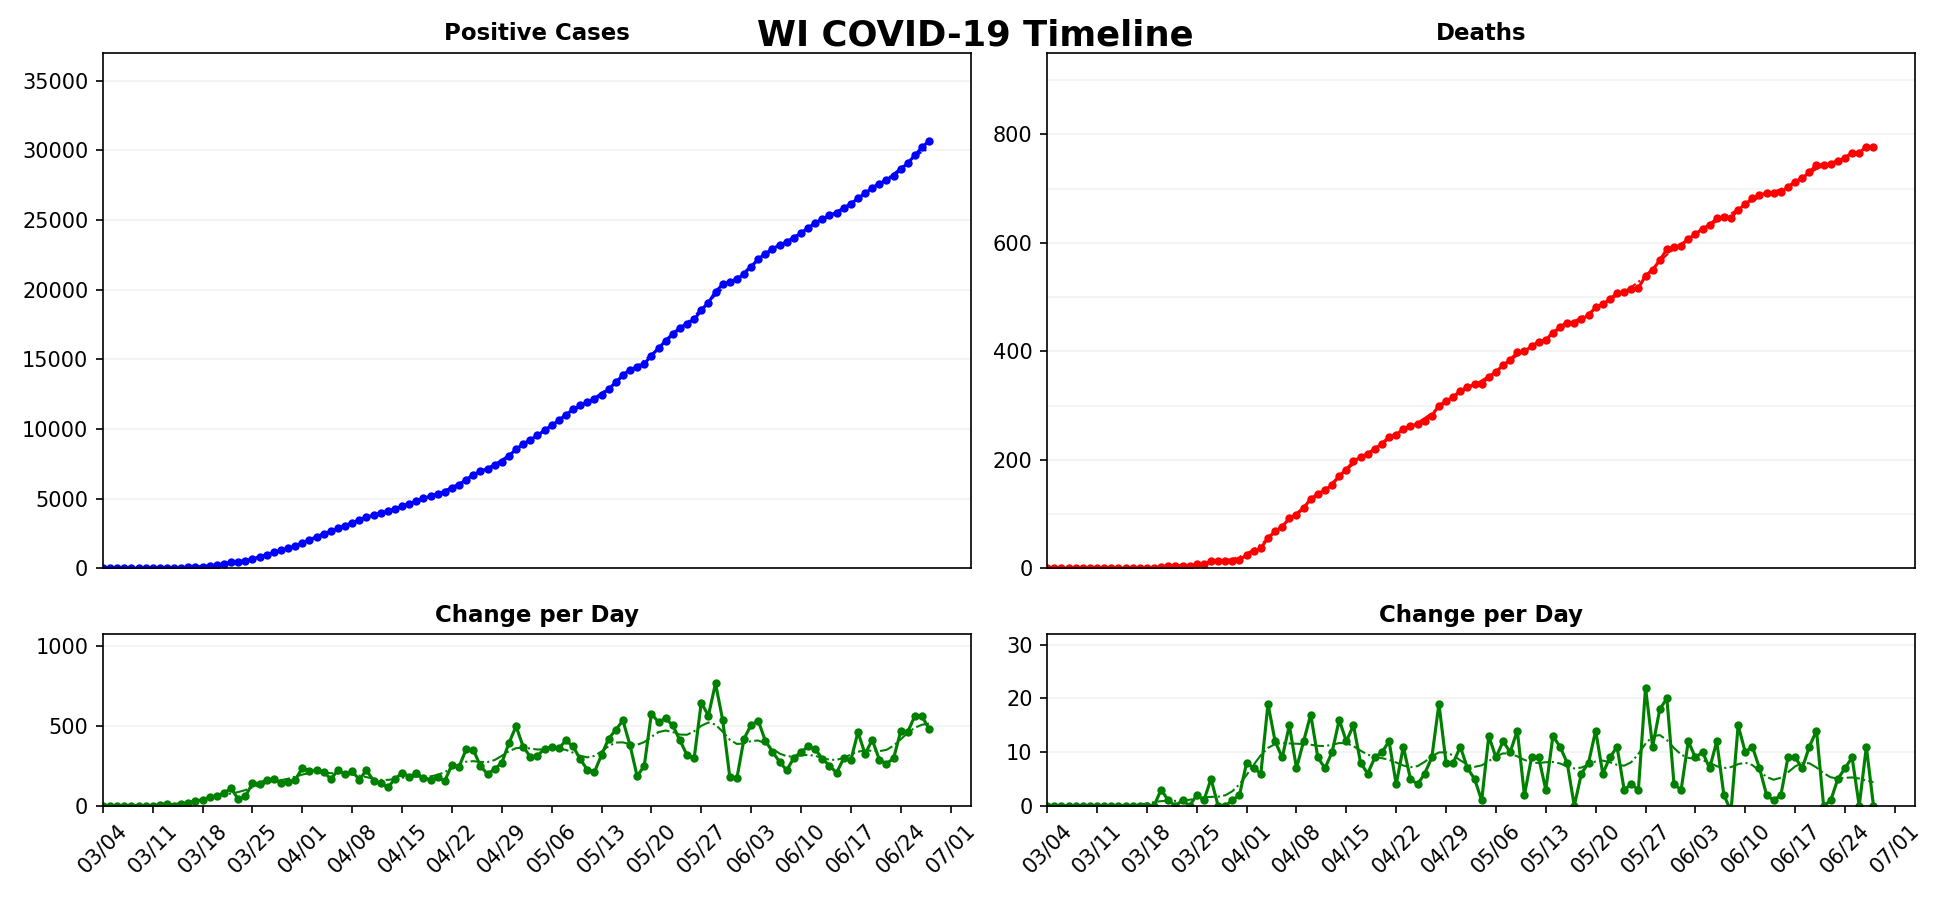 WI COVID-19 Timeline
Positive Cases
35000
30000
25000
20000
15000
10000
5000
0
Deaths
800
600
400
200
0
Change per Day
1000
500
0
03/04 03/11 03/18 03/25 04/01 04/08 04/15 04/22 04/29 05/06 05/13 05/20 05/27 06/03 06/10 06/17 06/24 07/01
Change per Day
30
20
10
0
03/04 03/11 03/18 03/25 04/01 04/08 04/15 04/22 04/29 05/06 05/13 05/20 05/27 06/03 06/10 06/17 06/24 07/01